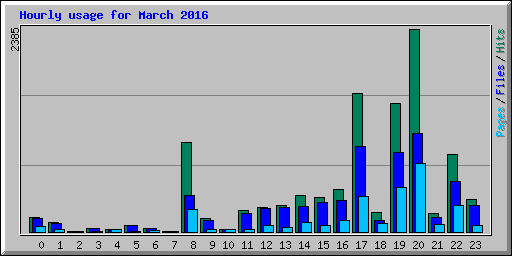 Hourly usage for March 2016
2385
Pages / Files / Hits
0 1 2 3 4 5 6 7 8 9 10 11 12 13 14 15 16 17 18 19 20 21 22 23